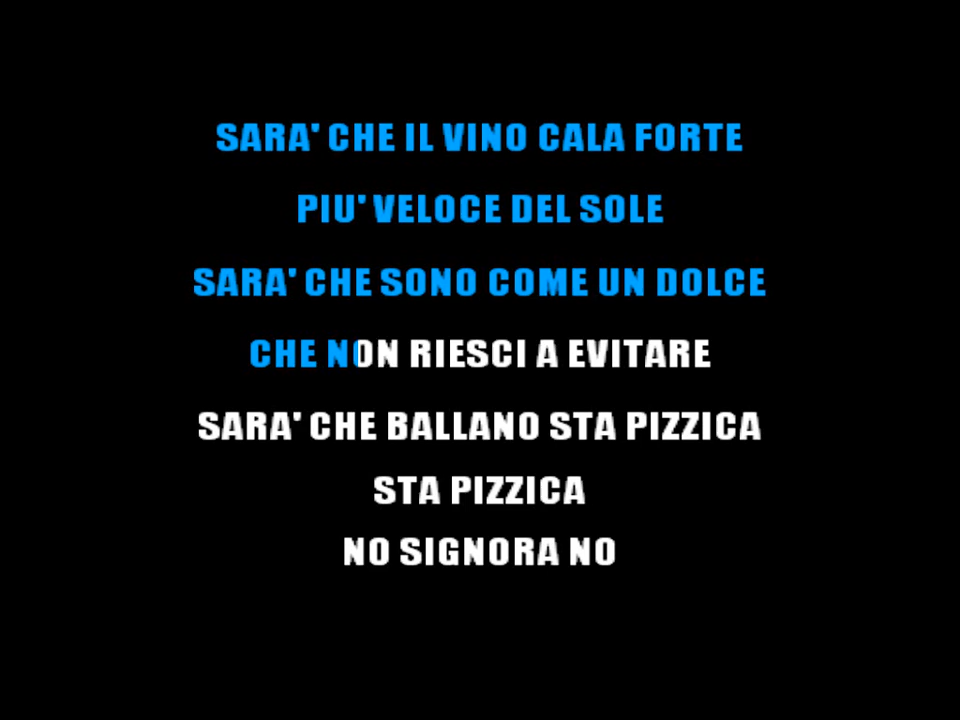 SARA' CHE IL VINO CALA FORTE
PIU' VELOCE DEL SOLE
SARA' CHE SONO COME UN DOLCE
CHE NON RIESCI A EVITARE
SARA' CHE BALLANO STA PIZZICA
STA PIZZICA
NO SIGNORA NO